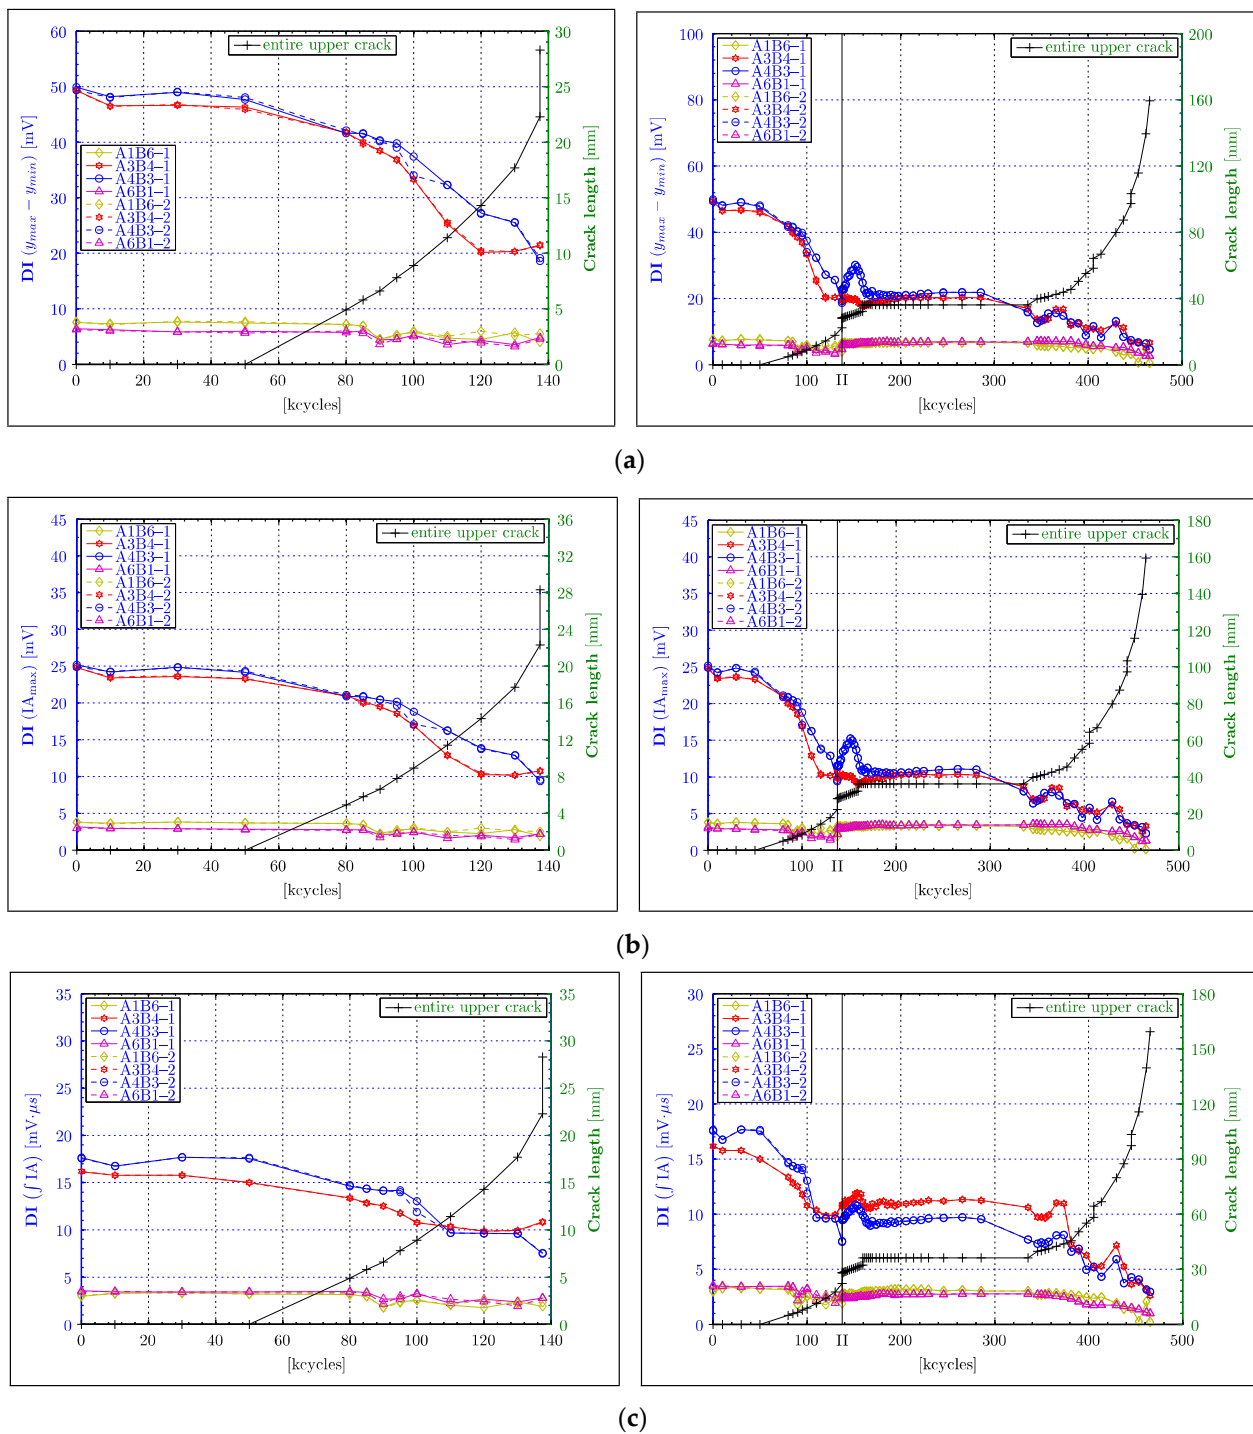 entire upper crack
A1B6–1
A3B4–1
A4B3–1
A6B1–1
A1B6–2
A3B4–2
A4B3–2
A6B1–2
DI (ymax − ymin) [mV]
60
50
40
30
20
10
0
Crack length [mm]
30
25
20
15
10
5
0
0 20 40 60 80 100 120 140
[kcycles]
A1B6–1
A3B4–1
A4B3–1
A6B1–1
A1B6–2
A3B4–2
A4B3–2
A6B1–2
entire upper crack
DI (ymax − ymin) [mV]
100
80
60
40
20
0
Crack length [mm]
200
160
120
80
40
0
0 100 II 200 300 400 500
[kcycles]
(a)
A1B6–1
A3B4–1
A4B3–1
A6B1–1
A1B6–2
A3B4–2
A4B3–2
A6B1–2
entire upper crack
DI (IAmax) [mV]
45
40
35
30
25
20
15
10
5
0
Crack length [mm]
36
32
28
24
20
16
12
8
4
0
0 20 40 60 80 100 120 140
[kcycles]
A1B6–1
A3B4–1
A4B3–1
A6B1–1
A1B6–2
A3B4–2
A4B3–2
A6B1–2
entire upper crack
DI (IAmax) [mV]
45
40
35
30
25
20
15
10
5
0
Crack length [mm]
180
160
140
120
100
80
60
40
20
0
0 100 II 200 300 400 500
[kcycles]
(b)
A1B6–1
A3B4–1
A4B3–1
A6B1–1
A1B6–2
A3B4–2
A4B3–2
A6B1–2
entire upper crack
DI (∫ IA) [mV·μs]
35
30
25
20
15
10
5
0
Crack length [mm]
35
30
25
20
15
10
5
0
0 20 40 60 80 100 120 140
[kcycles]
A1B6–1
A3B4–1
A4B3–1
A6B1–1
A1B6–2
A3B4–2
A4B3–2
A6B1–2
entire upper crack
DI (∫ IA) [mV·μs]
30
25
20
15
10
5
0
Crack length [mm]
180
150
120
90
60
30
0
0 100 II 200 300 400 500
[kcycles]
(c)